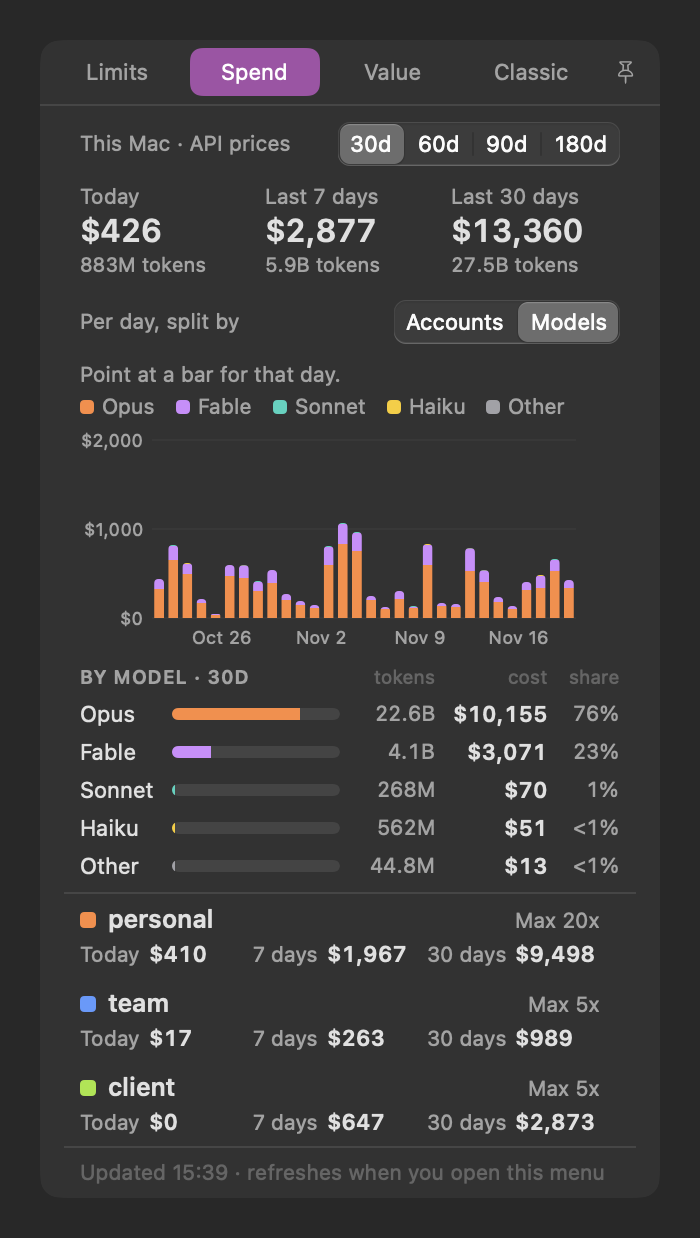 Limits Spend Value Classic
This Mac · API prices 30d 60d 90d 180d
Today Last 7 days Last 30 days
$426 $2,877 $13,360
883M tokens 5.9B tokens 27.5B tokens
Per day, split by Accounts Models
Point at a bar for that day.
Opus Fable Sonnet Haiku Other
$2,000
$1,000
$0
Oct 26 Nov 2 Nov 9 Nov 16
BY MODEL · 30D tokens cost share
Opus 22.6B $10,155 76%
Fable 4.1B $3,071 23%
Sonnet 268M $70 1%
Haiku 562M $51 <1%
Other 44.8M $13 <1%
personal Max 20x
Today $410 7 days $1,967 30 days $9,498
team Max 5x
Today $17 7 days $263 30 days $989
client Max 5x
Today $0 7 days $647 30 days $2,873
Updated 15:39 · refreshes when you open this menu